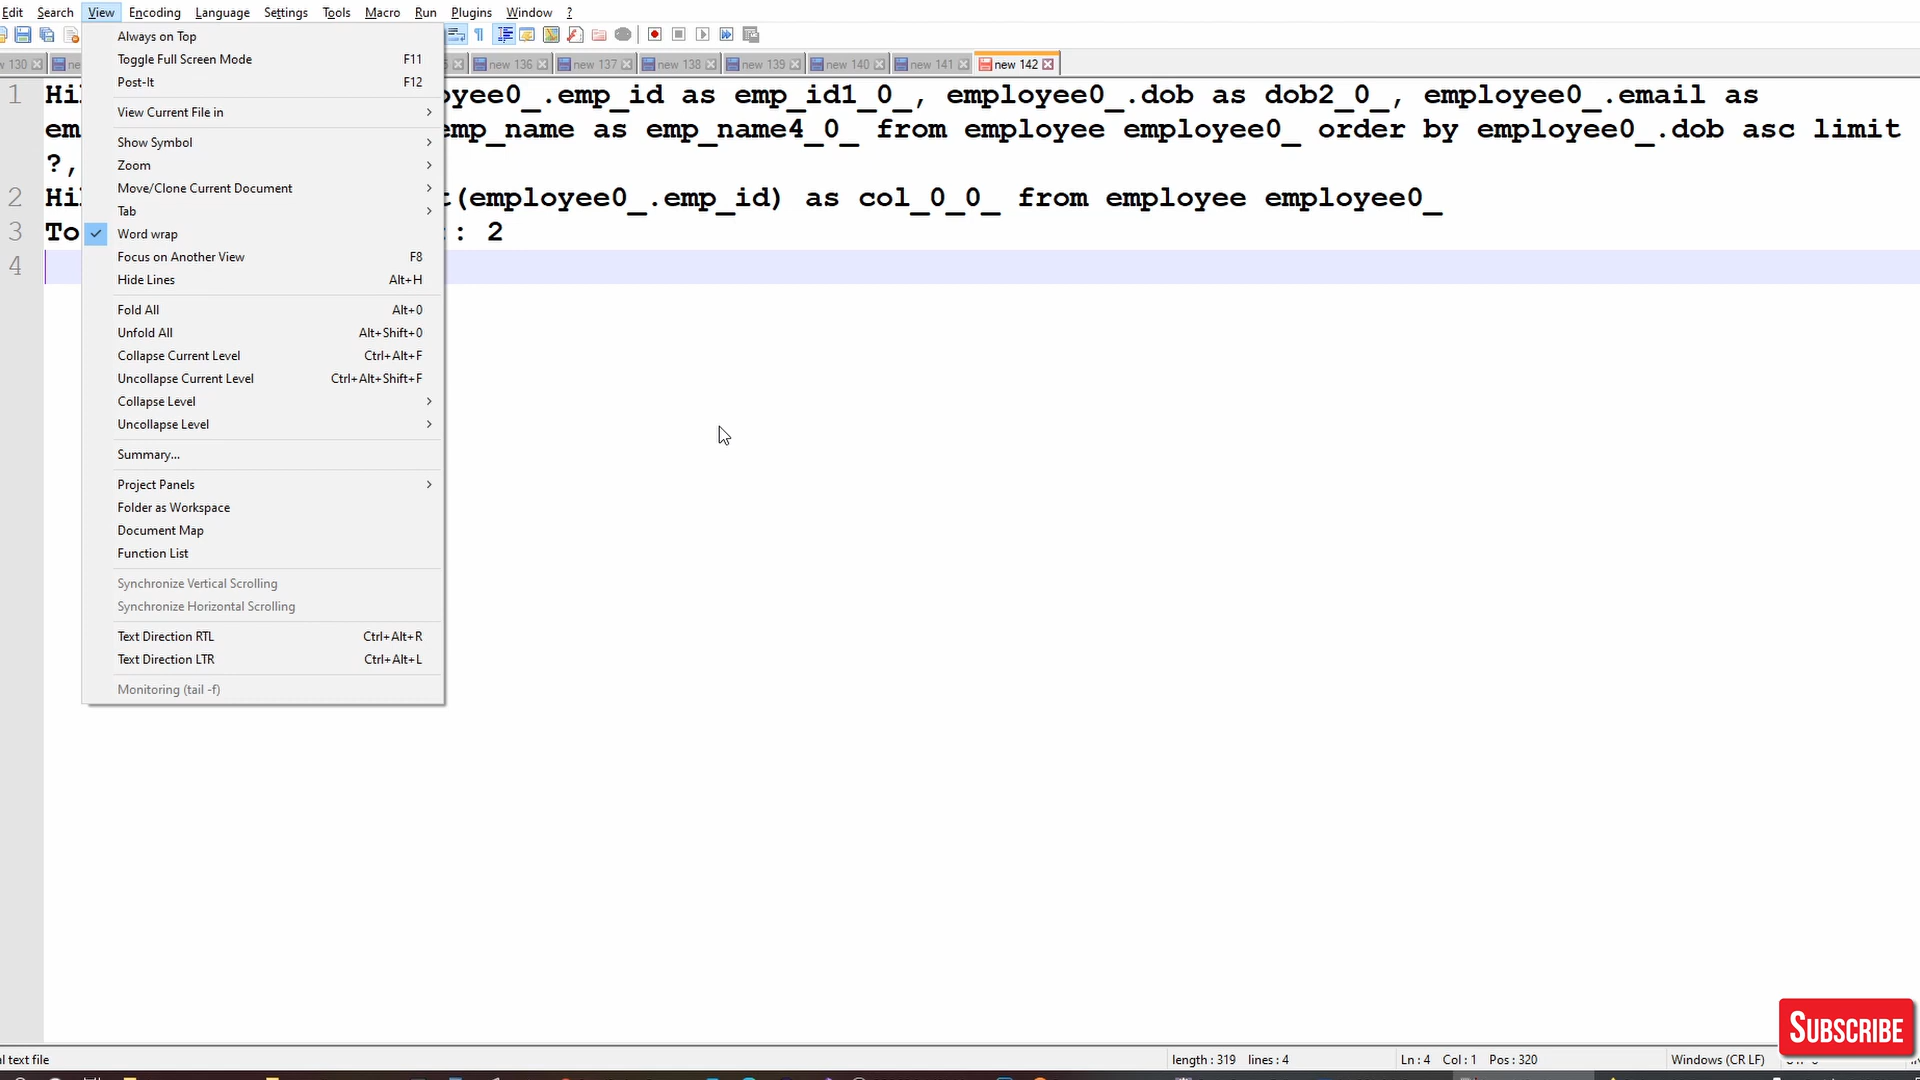 Edit Search View Encoding Language Settings Tools Macro Run Plugins Window ?
new 136 new 137 new 138 new 139 new 140 new 141 new 142
Always on Top
Toggle Full Screen Mode F11
Post-It F12
View Current File in
Show Symbol
Zoom
Move/Clone Current Document
Tab
Word wrap
Focus on Another View F8
Hide Lines Alt+H
Fold All Alt+0
Unfold All Alt+Shift+0
Collapse Current Level Ctrl+Alt+F
Uncollapse Current Level Ctrl+Alt+Shift+F
Collapse Level
Uncollapse Level
Summary...
Project Panels
Folder as Workspace
Document Map
Function List
Synchronize Vertical Scrolling
Synchronize Horizontal Scrolling
Text Direction RTL Ctrl+Alt+R
Text Direction LTR Ctrl+Alt+L
Monitoring (tail -f)
1 Hi yee0_.emp_id as emp_id1_0_, employee0_.dob as dob2_0_, employee0_.email as
em emp_name as emp_name4_0_ from employee employee0_ order by employee0_.dob asc limit
?,
2 Hi t(employee0_.emp_id) as col_0_0_ from employee employee0_
3 To : 2
4
SUBSCRIBE
l text file length : 319 lines : 4 Ln : 4 Col : 1 Pos : 320 Windows (CR LF)